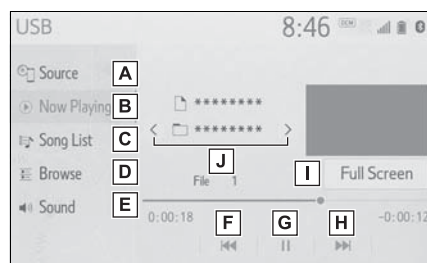 USB 8:46 DCM
Source A
Now Playing B
********
Song List C
< ******** >
Browse D
J
I Full Screen
File 1
Sound E
0:00:18 F G H -0:00:12